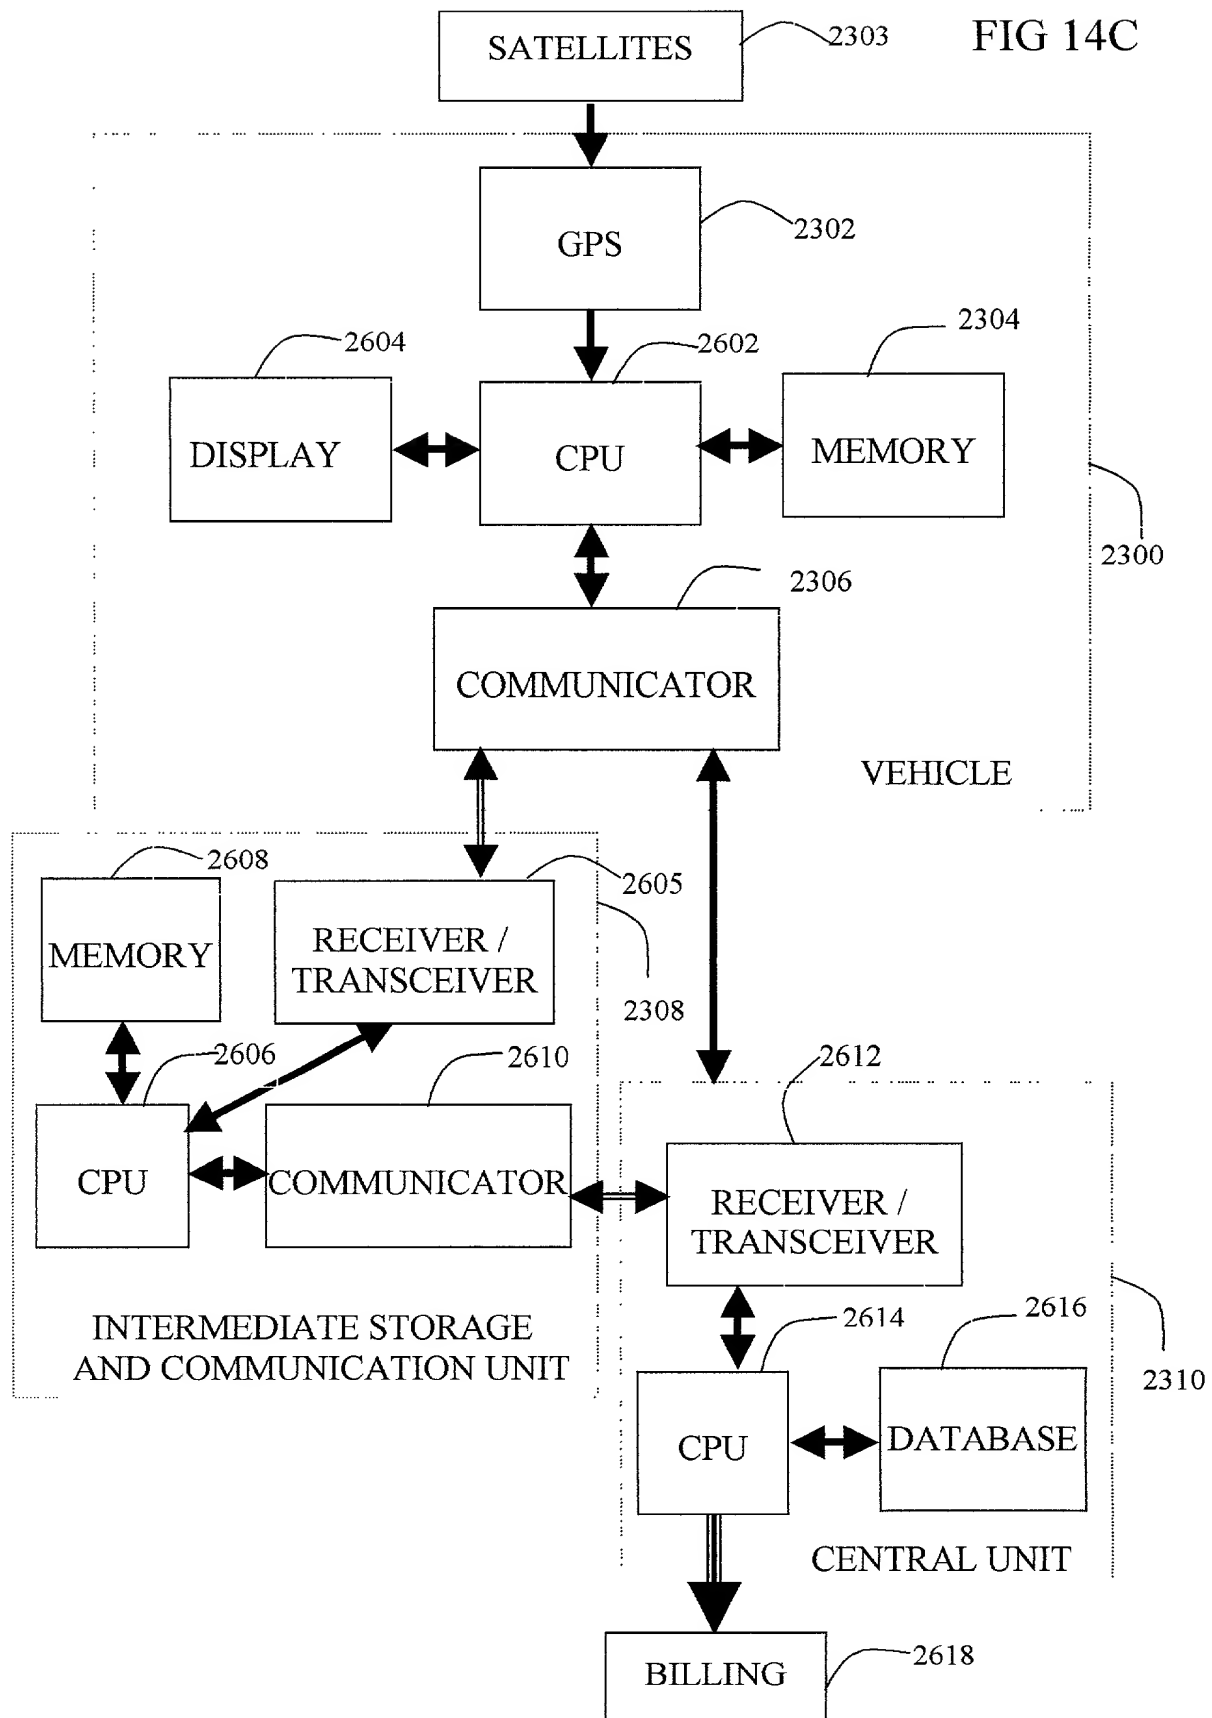 SATELLITES
2303
FIG 14C
GPS
2302
2604
2602
2304
DISPLAY
CPU
MEMORY
2300
2306
COMMUNICATOR
VEHICLE
2608
2605
MEMORY
RECEIVER /
TRANSCEIVER
2308
2606
2610
2612
CPU
COMMUNICATOR
RECEIVER /
TRANSCEIVER
INTERMEDIATE STORAGE
AND COMMUNICATION UNIT
2614
2616
2310
CPU
DATABASE
CENTRAL UNIT
BILLING
2618